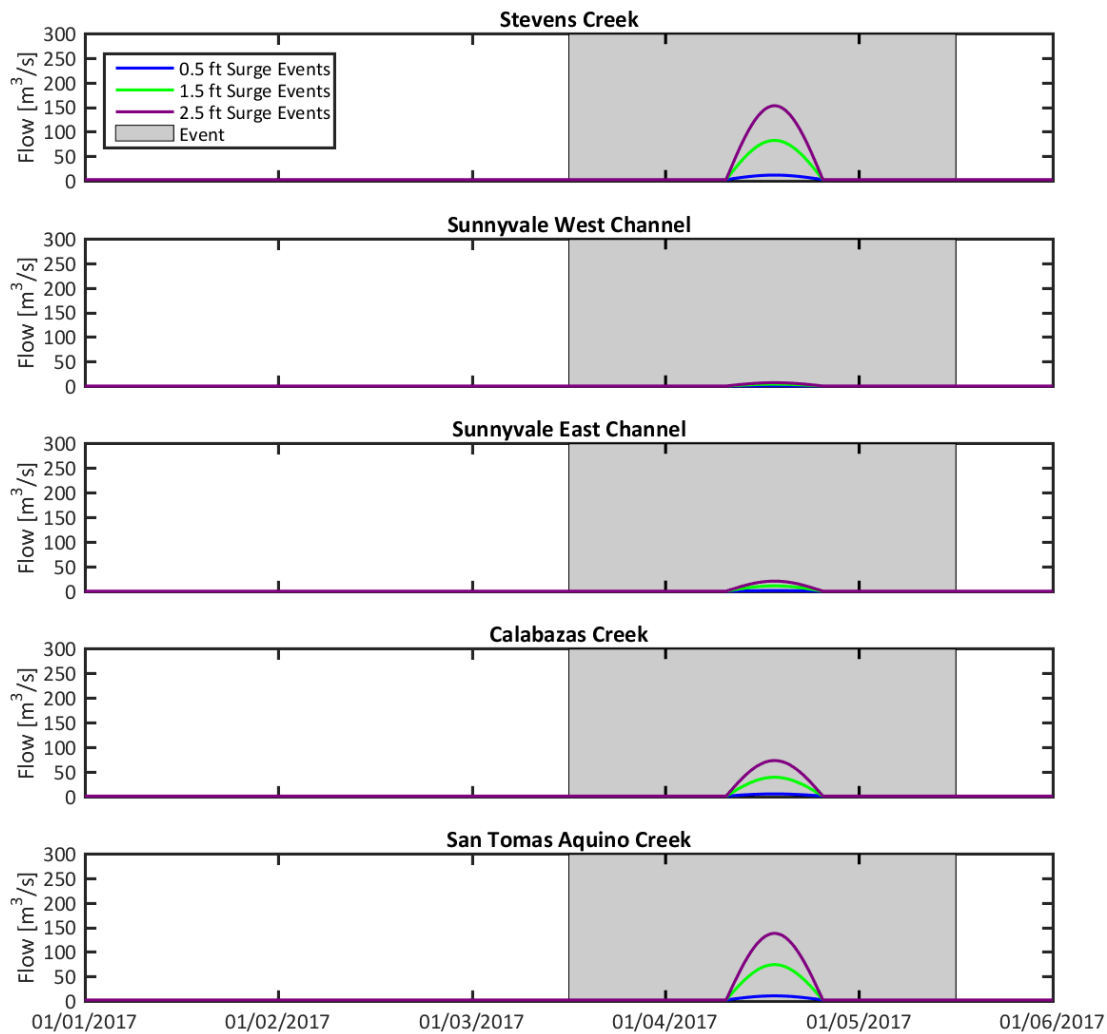 Stevens Creek
300
250
200
150
100
50
0
Flow [m³/s]
0.5 ft Surge Events
1.5 ft Surge Events
2.5 ft Surge Events
Event
Sunnyvale West Channel
300
250
200
150
100
50
0
Flow [m³/s]
Sunnyvale East Channel
300
250
200
150
100
50
0
Flow [m³/s]
Calabazas Creek
300
250
200
150
100
50
0
Flow [m³/s]
San Tomas Aquino Creek
300
250
200
150
100
50
0
Flow [m³/s]
01/01/2017 01/02/2017 01/03/2017 01/04/2017 01/05/2017 01/06/2017